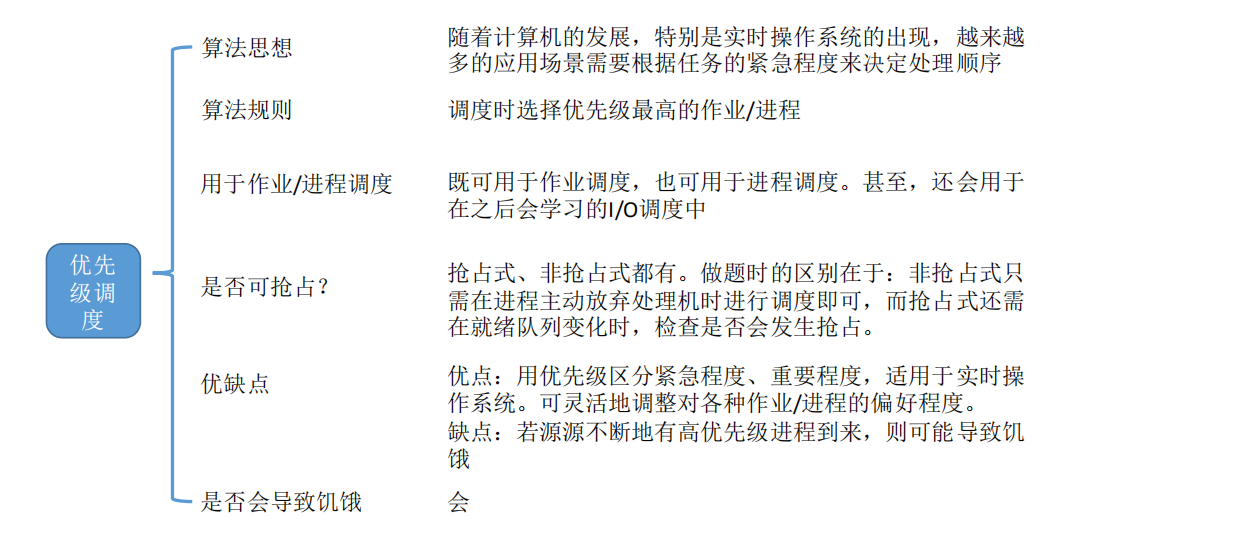 算法思想
随着计算机的发展，特别是实时操作系统的出现，越来越
多的应用场景需要根据任务的紧急程度来决定处理顺序
算法规则
调度时选择优先级最高的作业/进程
用于作业/进程调度
既可用于作业调度，也可用于进程调度。甚至，还会用于
在之后会学习的I/O调度中
优先
级调
度
是否可抢占？
抢占式、非抢占式都有。做题时的区别在于：非抢占式只
需在进程主动放弃处理机时进行调度即可，而抢占式还需
在就绪队列变化时，检查是否会发生抢占。
优缺点
优点：用优先级区分紧急程度、重要程度，适用于实时操
作系统。可灵活地调整对各种作业/进程的偏好程度。
缺点：若源源不断地有高优先级进程到来，则可能导致饥
饿
是否会导致饥饿
会